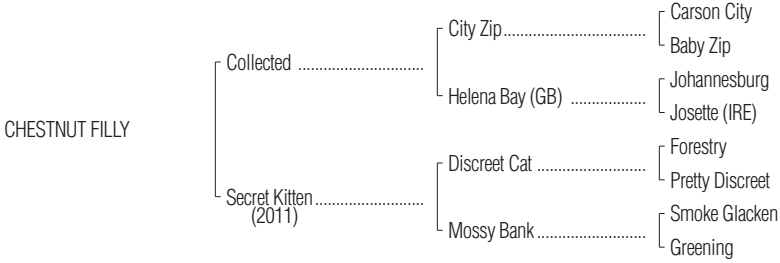 Carson City
City Zip
Baby Zip
Collected
Johannesburg
Helena Bay (GB)
Josette (IRE)
CHESTNUT FILLY
Forestry
Discreet Cat
Pretty Discreet
Secret Kitten
(2011)
Smoke Glacken
Mossy Bank
Greening